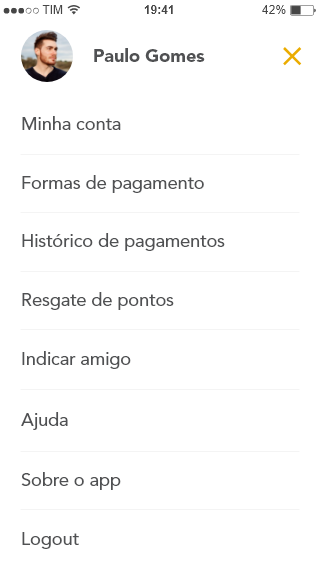 TIM 19:41 42%
Paulo Gomes
Minha conta
Formas de pagamento
Histórico de pagamentos
Resgate de pontos
Indicar amigo
Ajuda
Sobre o app
Logout